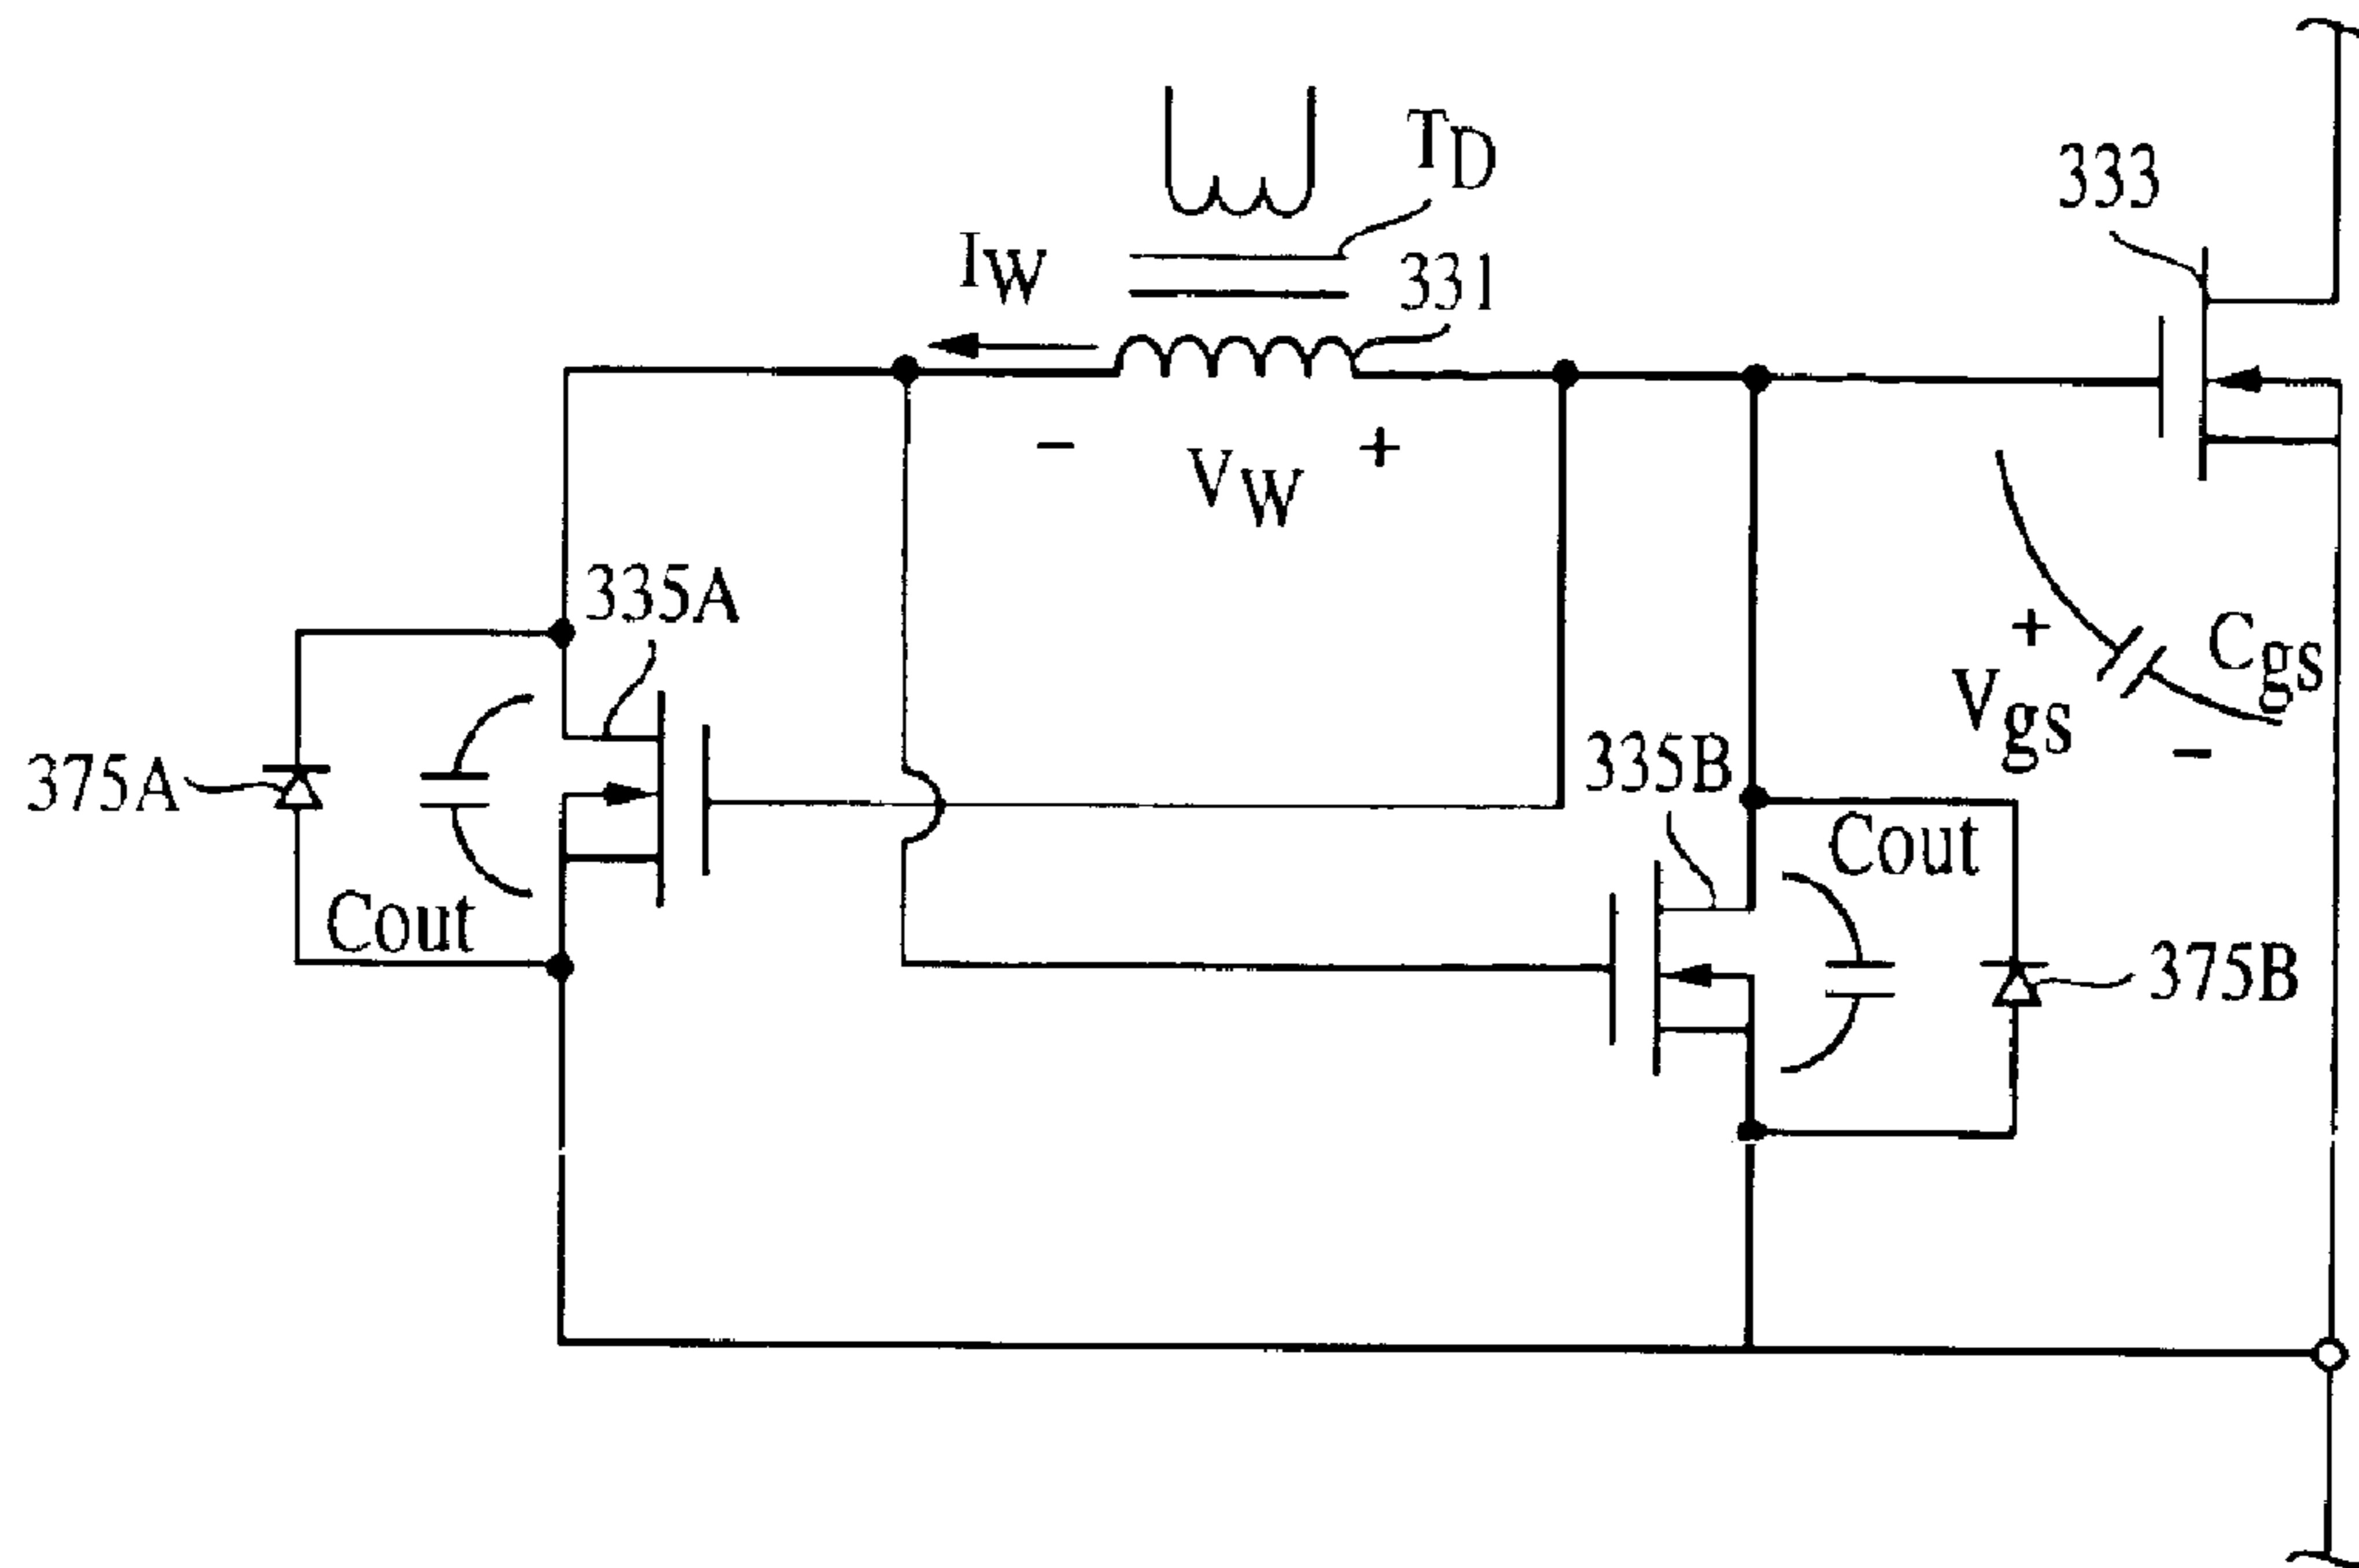 TD
333
IW
331
− VW +
335A
+
Cgs
Vgs
−
335B
375A
Cout
Cout
375B